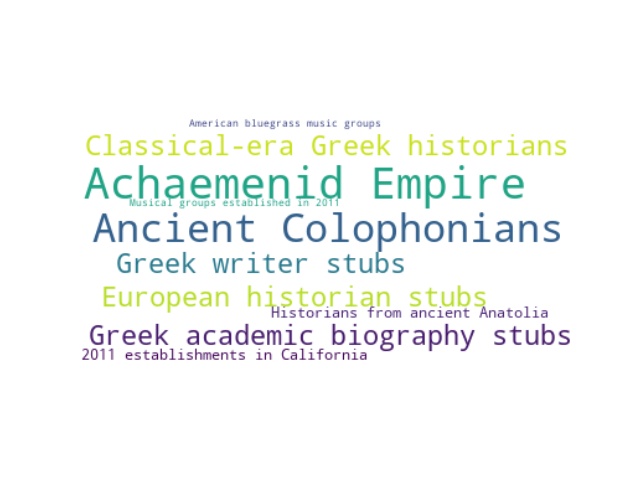 American bluegrass music groups
Classical-era Greek historians
Achaemenid Empire
Musical groups established in 2011
Ancient Colophonians
Greek writer stubs
European historian stubs
Historians from ancient Anatolia
Greek academic biography stubs
2011 establishments in California